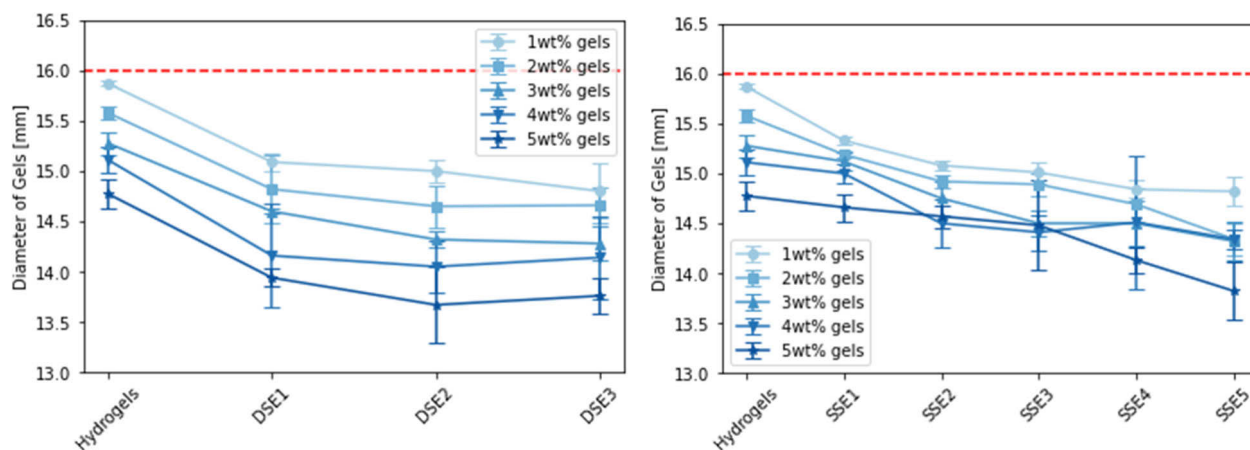 16.5
16.0
15.5
15.0
14.5
14.0
13.5
13.0
Diameter of Gels [mm]
1wt% gels
2wt% gels
3wt% gels
4wt% gels
5wt% gels
Hydrogels
DSE1
DSE2
DSE3
16.5
16.0
15.5
15.0
14.5
14.0
13.5
13.0
Diameter of Gels [mm]
1wt% gels
2wt% gels
3wt% gels
4wt% gels
5wt% gels
Hydrogels
SSE1
SSE2
SSE3
SSE4
SSE5